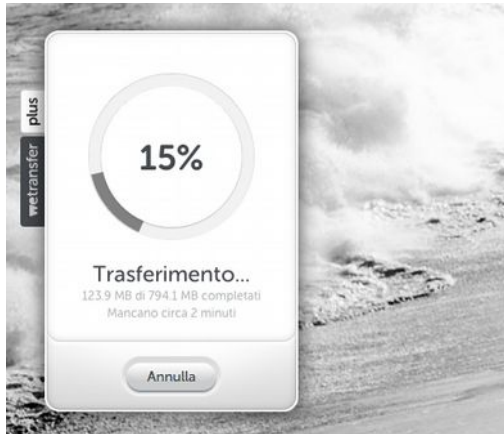 wetransfer plus
15%
Trasferimento...
123.9 MB di 794.1 MB completati
Mancano circa 2 minuti
Annulla